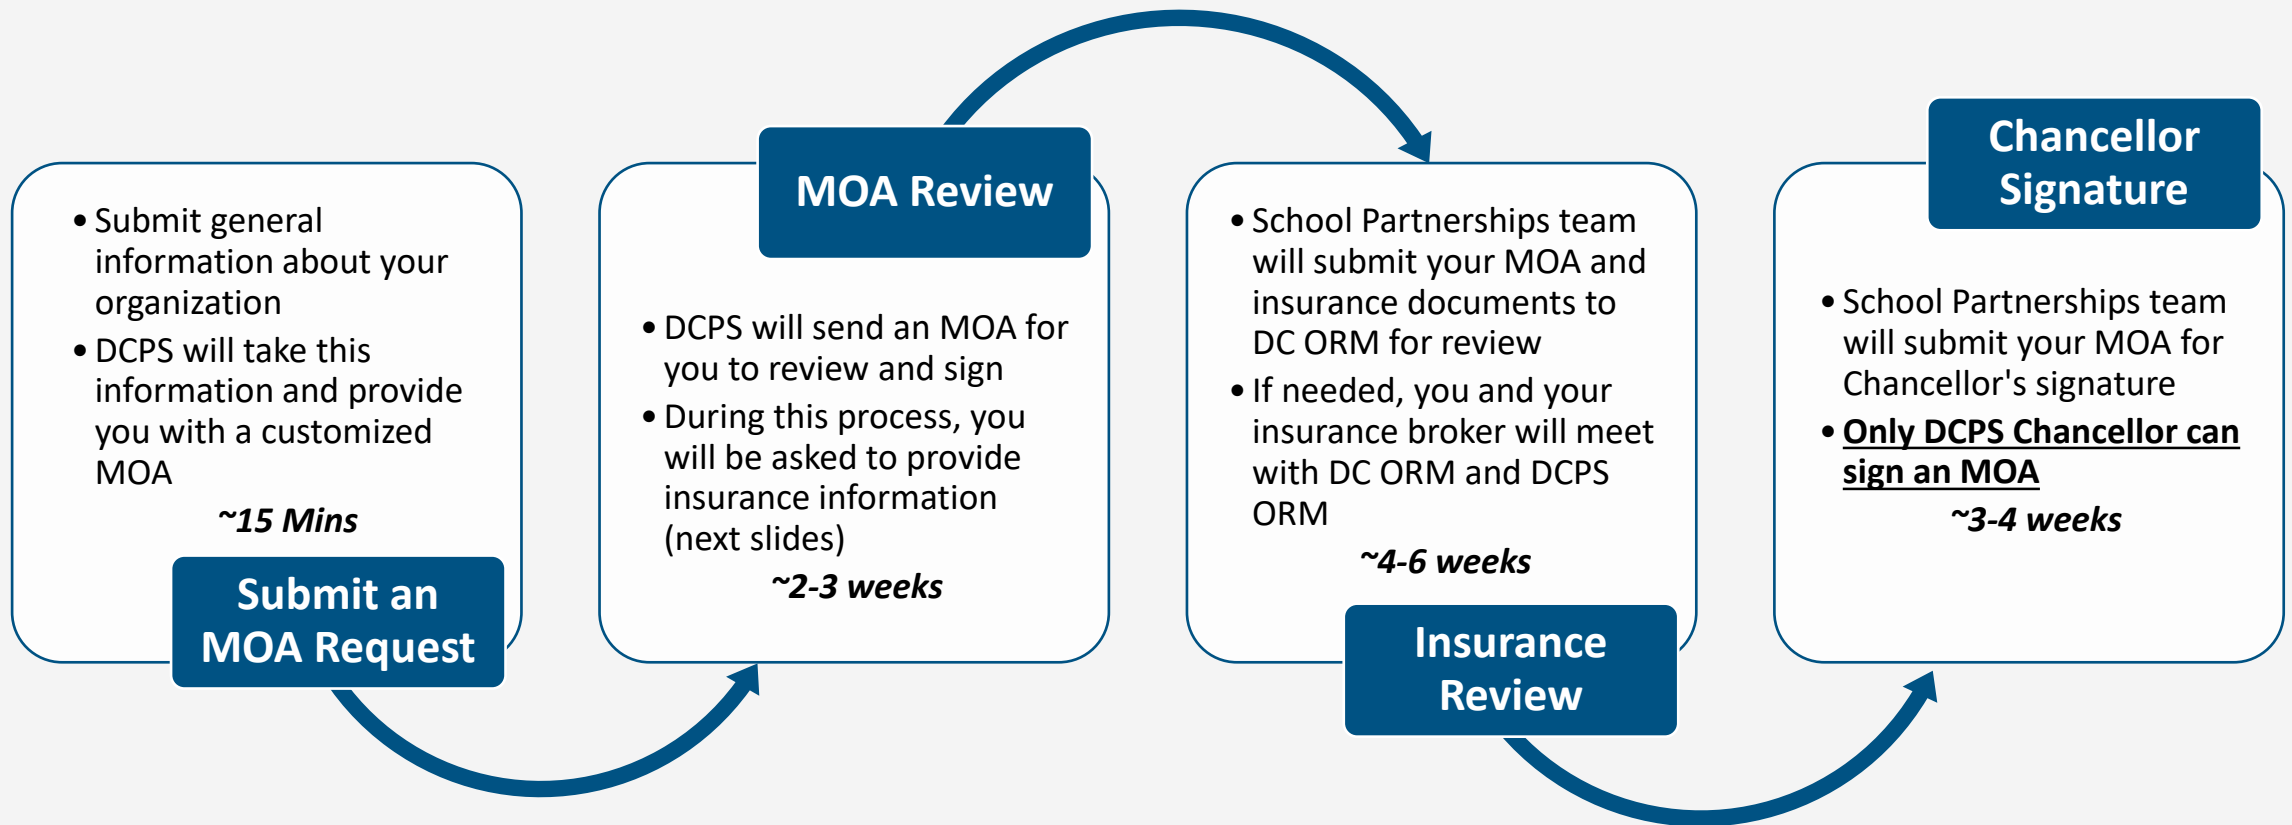 • Submit general
information about your
organization
• DCPS will take this
information and provide
you with a customized
MOA
~15 Mins
Submit an
MOA Request
MOA Review
• DCPS will send an MOA for
you to review and sign
• During this process, you
will be asked to provide
insurance information
(next slides)
~2-3 weeks
• School Partnerships team
will submit your MOA and
insurance documents to
DC ORM for review
• If needed, you and your
insurance broker will meet
with DC ORM and DCPS
ORM
~4-6 weeks
Insurance
Review
Chancellor
Signature
• School Partnerships team
will submit your MOA for
Chancellor's signature
• Only DCPS Chancellor can
sign an MOA
~3-4 weeks